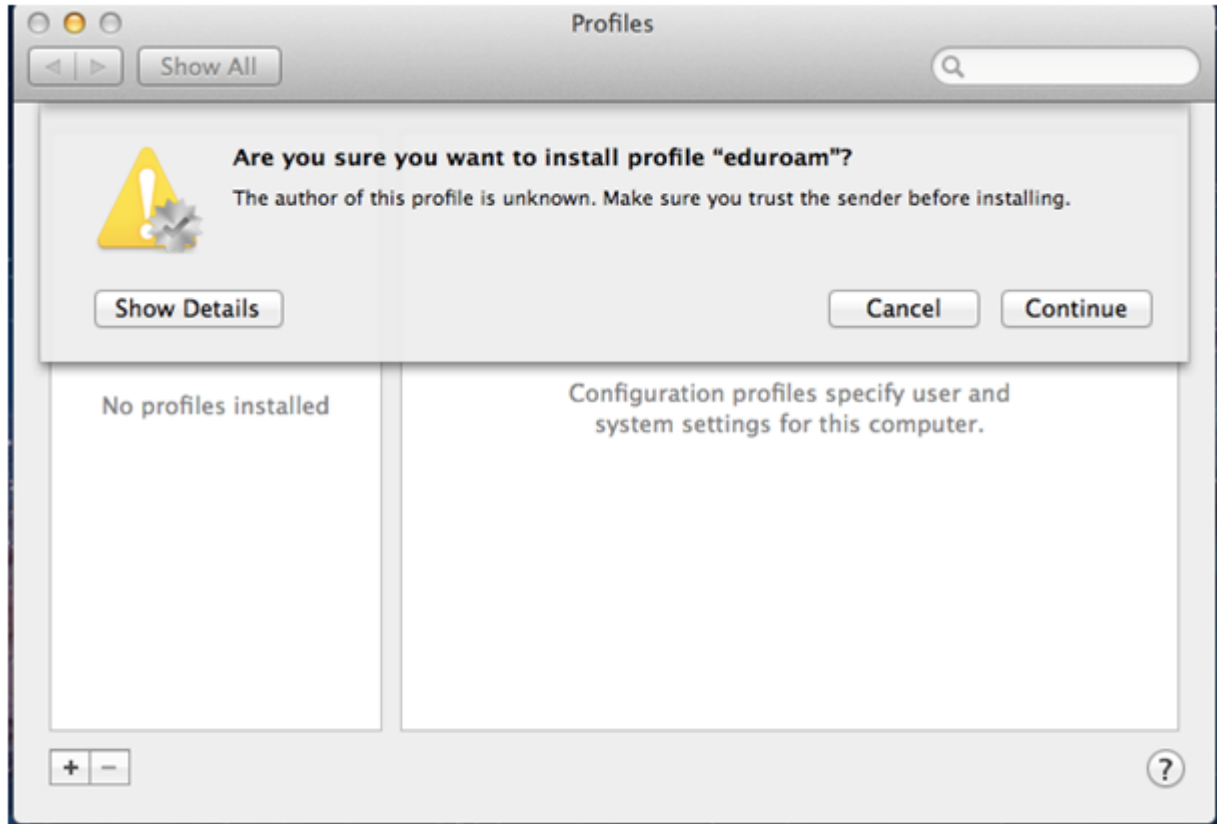 Profiles
Show All
Are you sure you want to install profile “eduroam”?
The author of this profile is unknown. Make sure you trust the sender before installing.
Show Details
Cancel
Continue
No profiles installed
Configuration profiles specify user and
system settings for this computer.
+ −
?